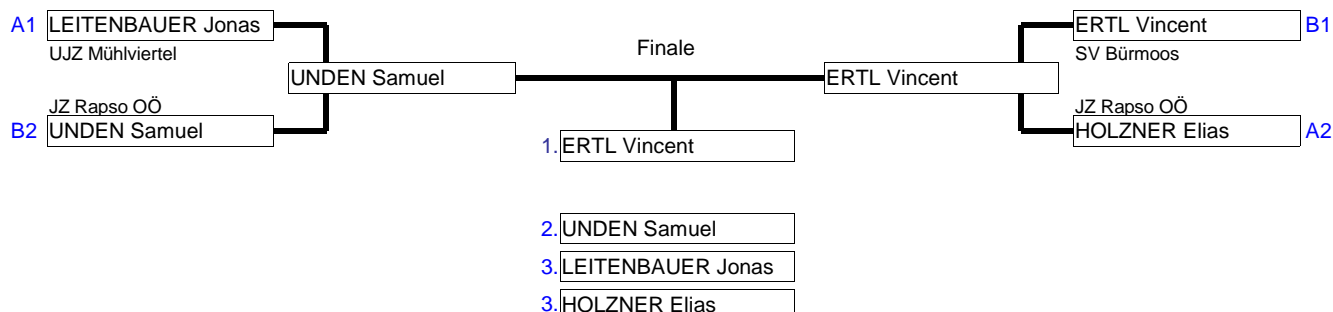 A1 LEITENBAUER Jonas
UJZ Mühlviertel
UNDEN Samuel
JZ Rapso OÖ
B2 UNDEN Samuel
Finale
ERTL Vincent B1
SV Bürmoos
ERTL Vincent
JZ Rapso OÖ
HOLZNER Elias A2
1. ERTL Vincent
2. UNDEN Samuel
3. LEITENBAUER Jonas
3. HOLZNER Elias